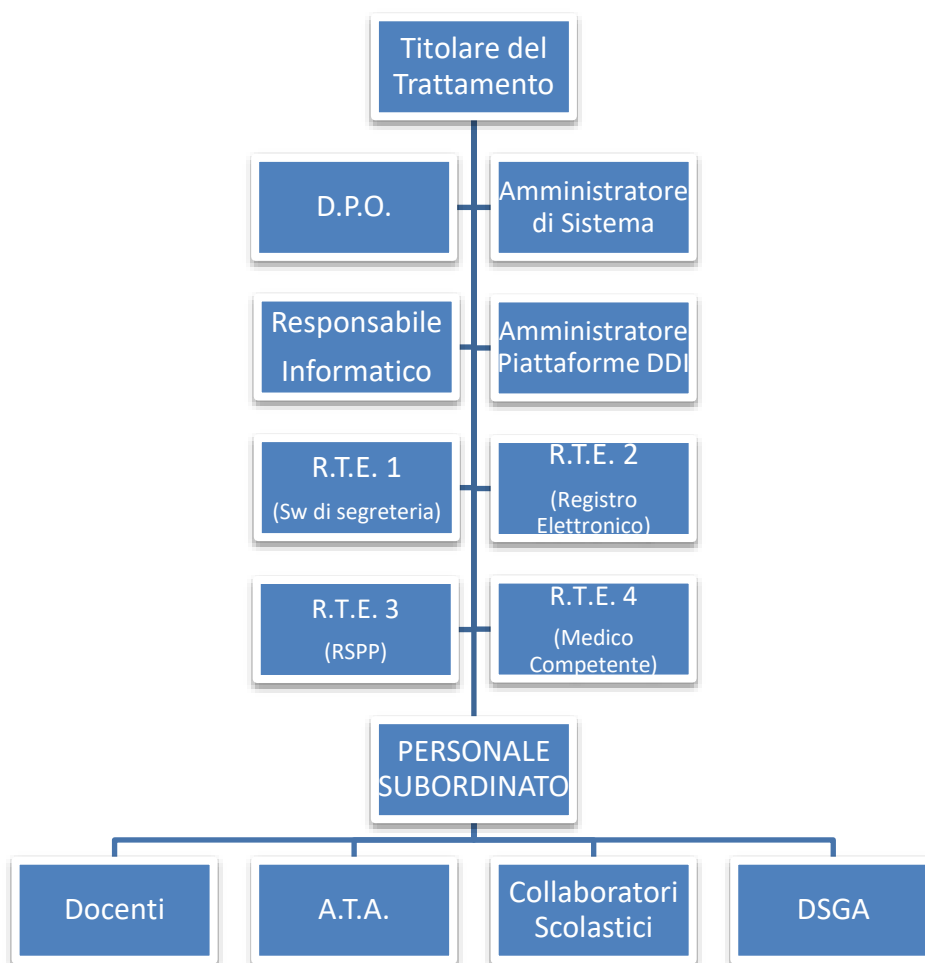 Titolare del
Trattamento
D.P.O.
Amministratore
di Sistema
Responsabile
Informatico
Amministratore
Piattaforme DDI
R.T.E. 1
(Sw di segreteria)
R.T.E. 2
(Registro
Elettronico)
R.T.E. 3
(RSPP)
R.T.E. 4
(Medico
Competente)
PERSONALE
SUBORDINATO
Docenti
A.T.A.
Collaboratori
Scolastici
DSGA